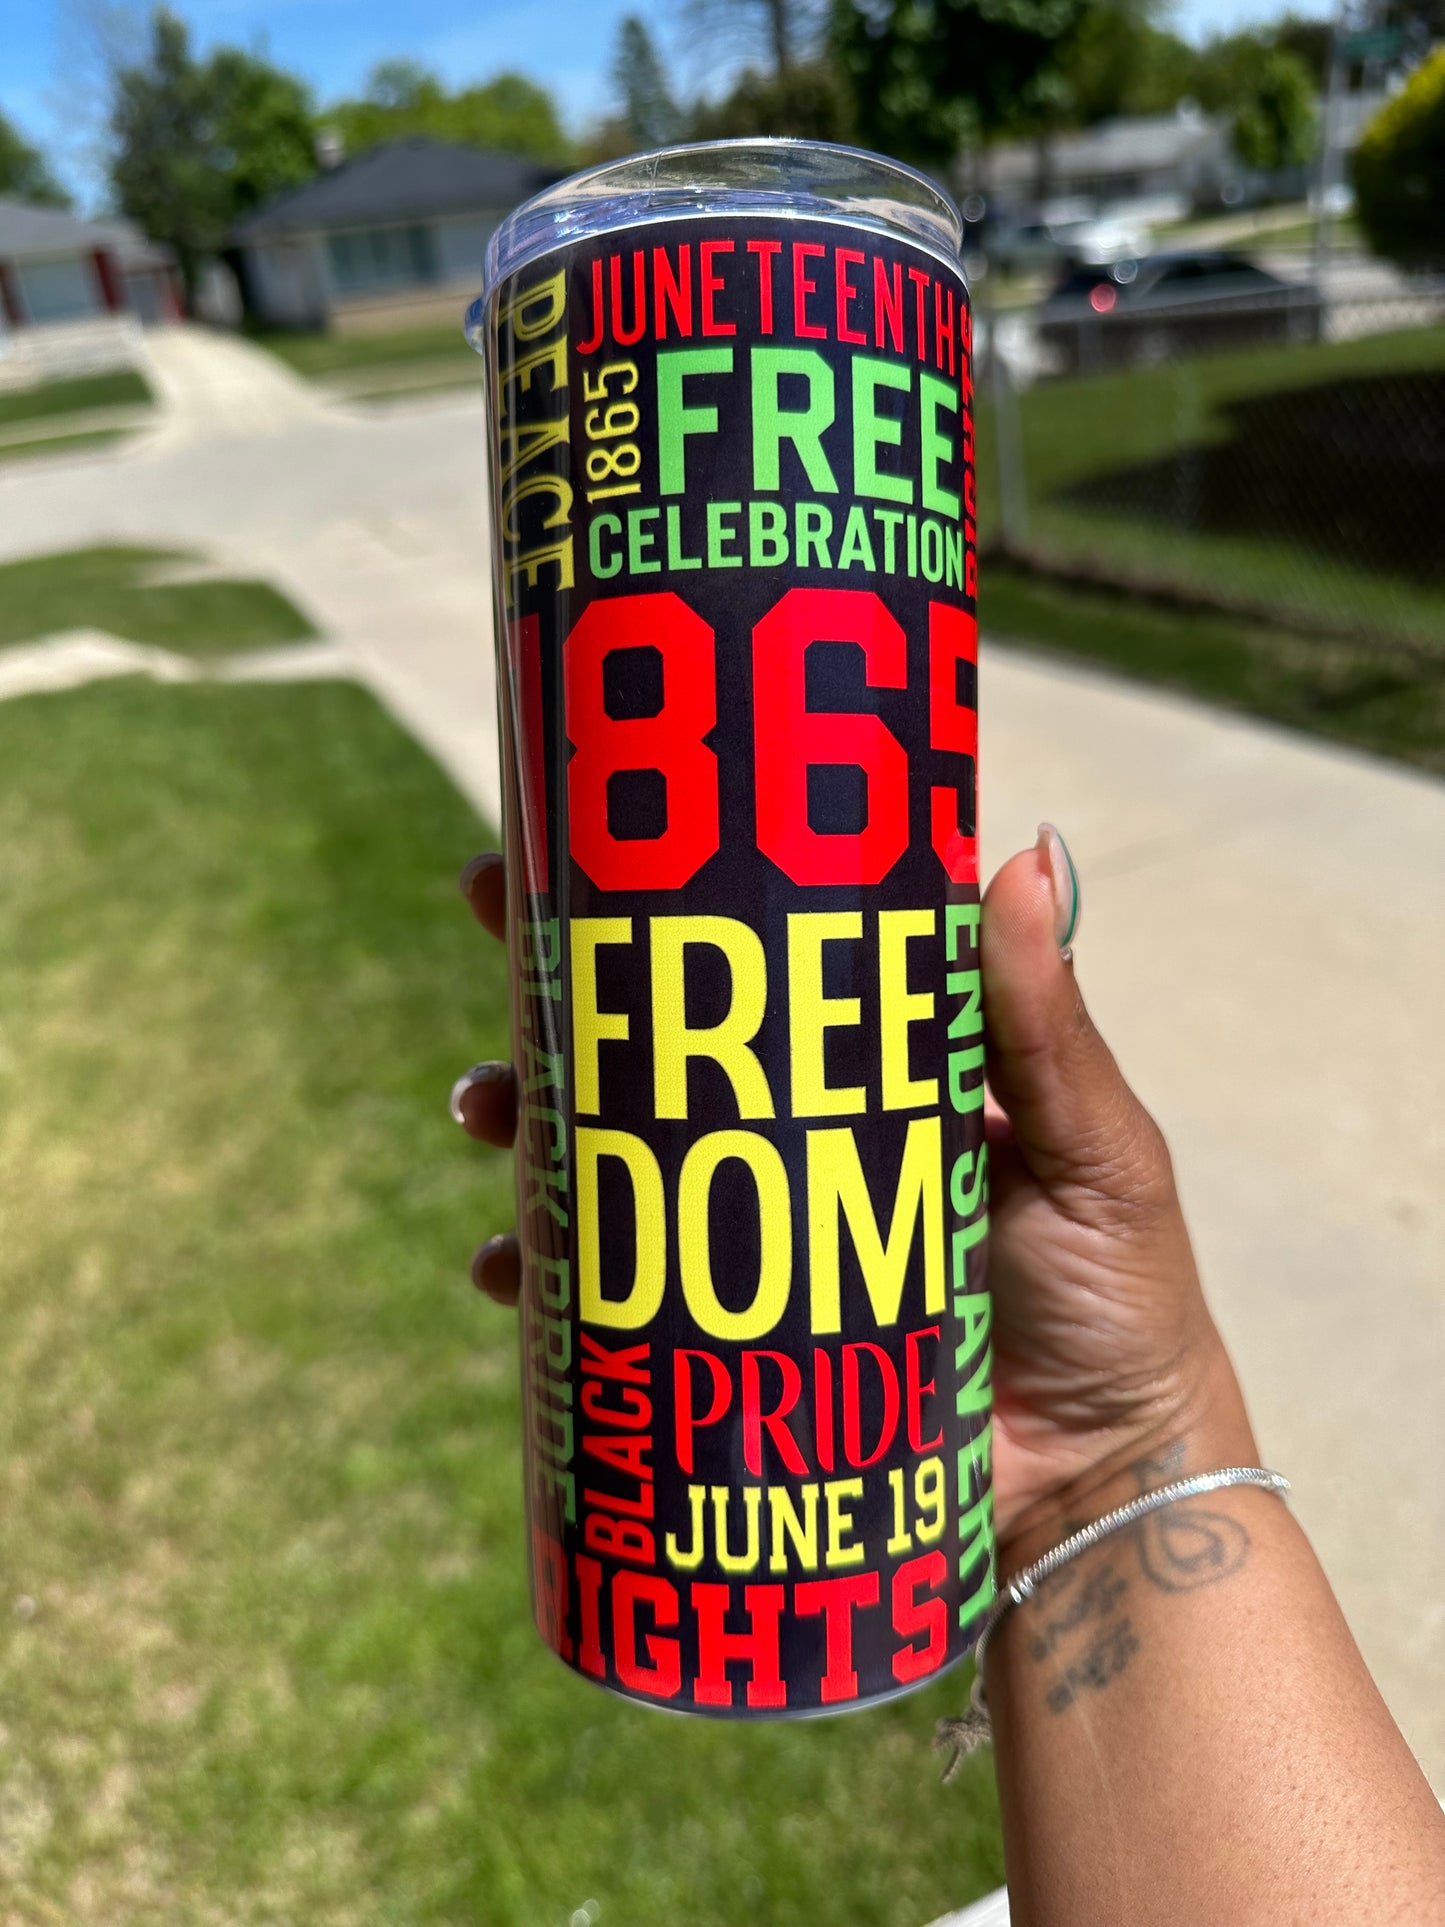 JUNETEENTH
PEACE
1865
FREE
CELEBRATION
1865
FREE
DOM
BLACK PRIDE
END SLAVERY
BLACK
PRIDE
JUNE 19
RIGHTS